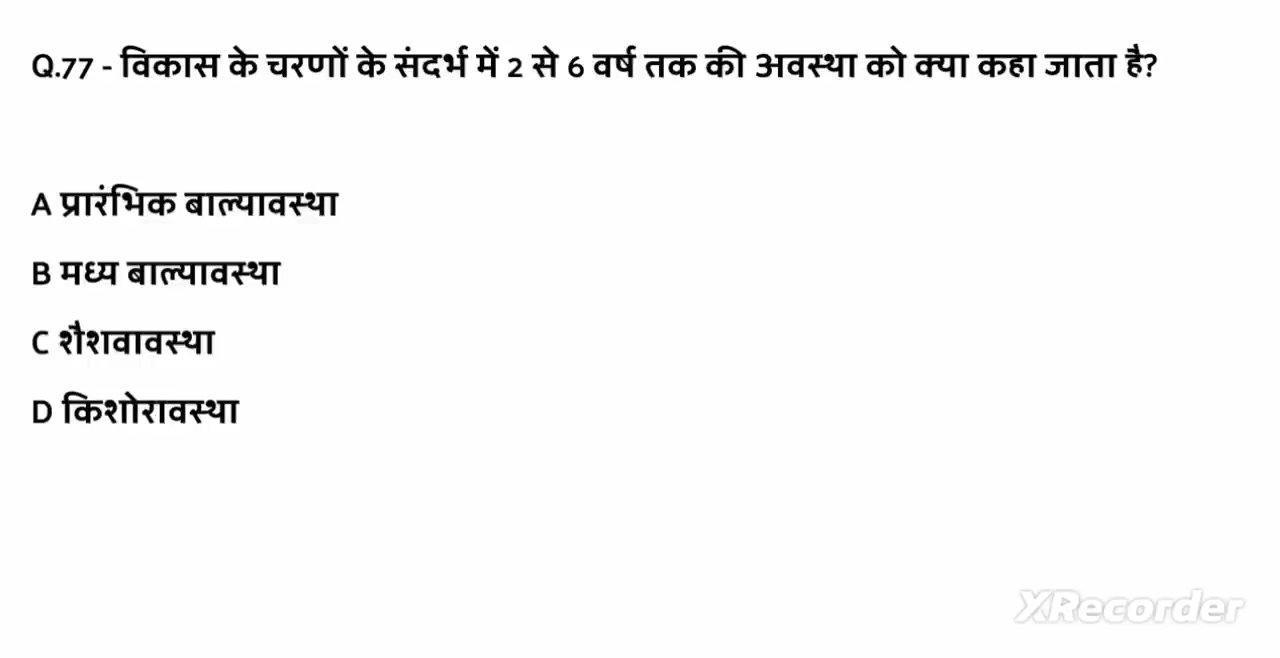 Q.77 - विकास के चरणों के संदर्भ में 2 से 6 वर्ष तक की अवस्था को क्या कहा जाता है?
A प्रारंभिक बाल्यावस्था
B मध्य बाल्यावस्था
C शैशवावस्था
D किशोरावस्था
XRecorder